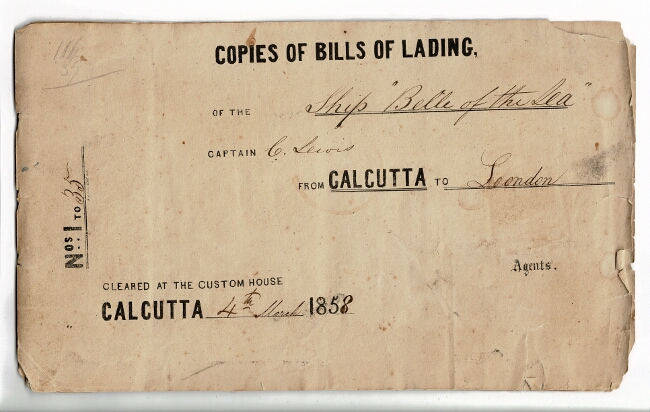 COPIES OF BILLS OF LADING,
OF THE Ship "Belle of the Sea"
CAPTAIN C. Lewis
FROM CALCUTTA TO London
Nos. 1 TO 35
Agents.
CLEARED AT THE CUSTOM HOUSE
CALCUTTA 4th March 1858